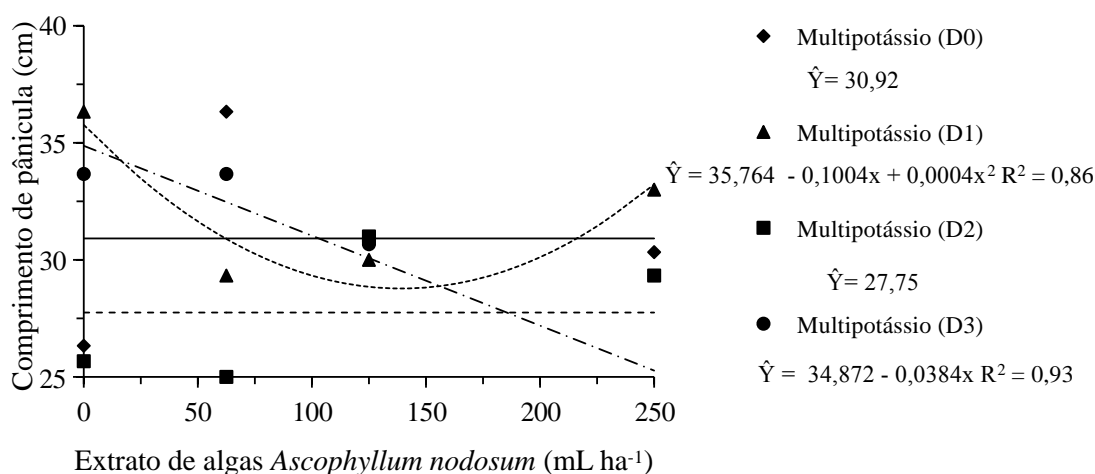 Comprimento de pânicula (cm)
40
35
30
25
0
50
100
150
200
250
Extrato de algas Ascophyllum nodosum (mL ha⁻¹)
Multipotássio (D0)
Ŷ= 30,92
Multipotássio (D1)
Ŷ = 35,764 - 0,1004x + 0,0004x² R² = 0,86
Multipotássio (D2)
Ŷ= 27,75
Multipotássio (D3)
Ŷ = 34,872 - 0,0384x R² = 0,93